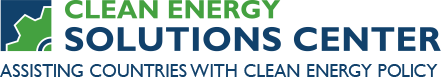 CLEAN ENERGY
SOLUTIONS CENTER
ASSISTING COUNTRIES WITH CLEAN ENERGY POLICY